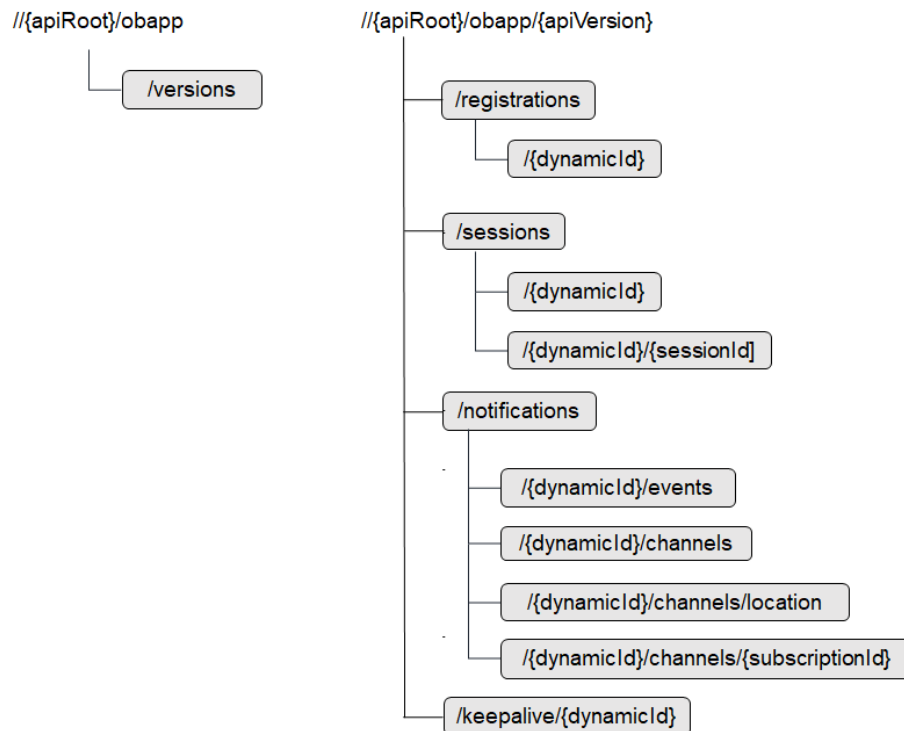 //{apiRoot}/obapp
/versions
//{apiRoot}/obapp/{apiVersion}
/registrations
/{dynamicId}
/sessions
/{dynamicId}
/{dynamicId}/{sessionId]
/notifications
/{dynamicId}/events
/{dynamicId}/channels
/{dynamicId}/channels/location
/{dynamicId}/channels/{subscriptionId}
/keepalive/{dynamicId}